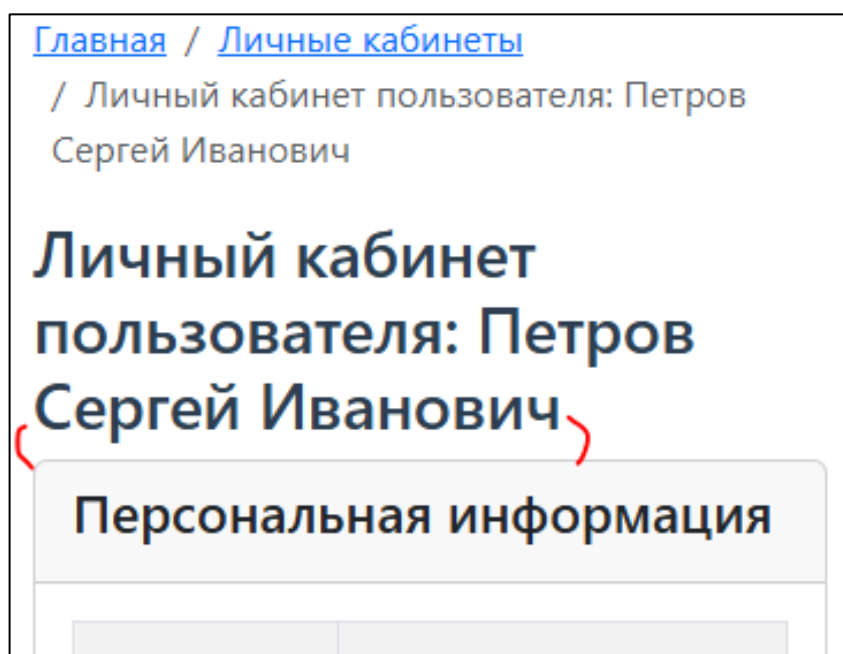 Главная / Личные кабинеты
/ Личный кабинет пользователя: Петров
Сергей Иванович
Личный кабинет
пользователя: Петров
Сергей Иванович
Персональная информация